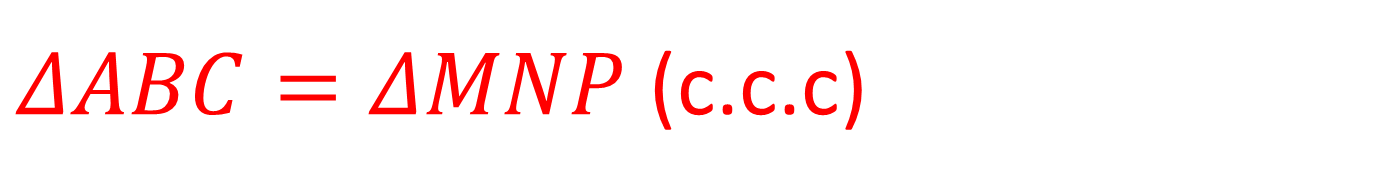 ΔABC = ΔMNP (c.c.c)